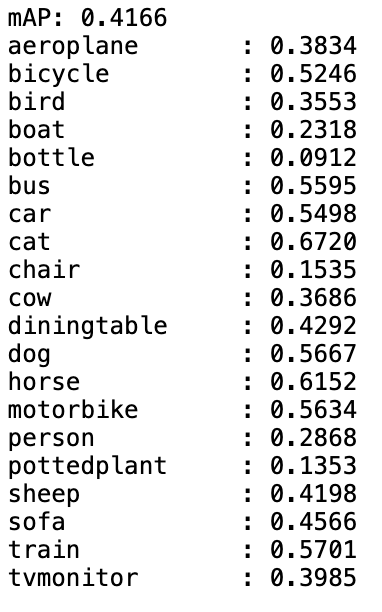 mAP: 0.4166
aeroplane : 0.3834
bicycle : 0.5246
bird : 0.3553
boat : 0.2318
bottle : 0.0912
bus : 0.5595
car : 0.5498
cat : 0.6720
chair : 0.1535
cow : 0.3686
diningtable : 0.4292
dog : 0.5667
horse : 0.6152
motorbike : 0.5634
person : 0.2868
pottedplant : 0.1353
sheep : 0.4198
sofa : 0.4566
train : 0.5701
tvmonitor : 0.3985